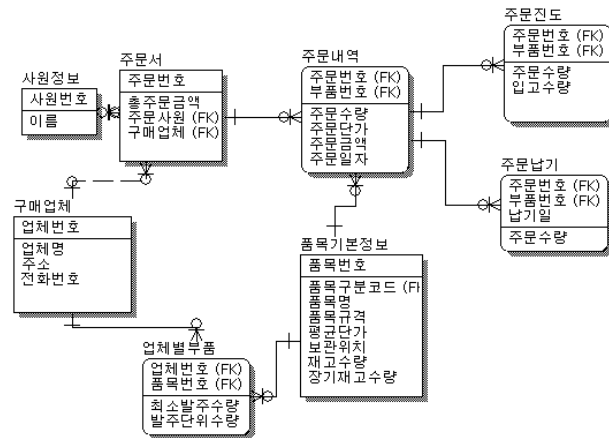 주문진도
주문번호 (FK)
부품번호 (FK)
주문수량
입고수량
주문서
주문번호
총주문금액
주문사원 (FK)
구매업체 (FK)
주문내역
주문번호 (FK)
부품번호 (FK)
주문수량
주문단가
주문금액
주문일자
사원정보
사원번호
이름
주문납기
주문번호 (FK)
부품번호 (FK)
납기일
주문수량
구매업체
업체번호
업체명
주소
전화번호
품목기본정보
품목번호
품목구분코드 (FK
품목명
품목규격
평균단가
보관위치
재고수량
장기재고수량
업체별부품
업체번호 (FK)
품목번호 (FK)
최소발주수량
발주단위수량